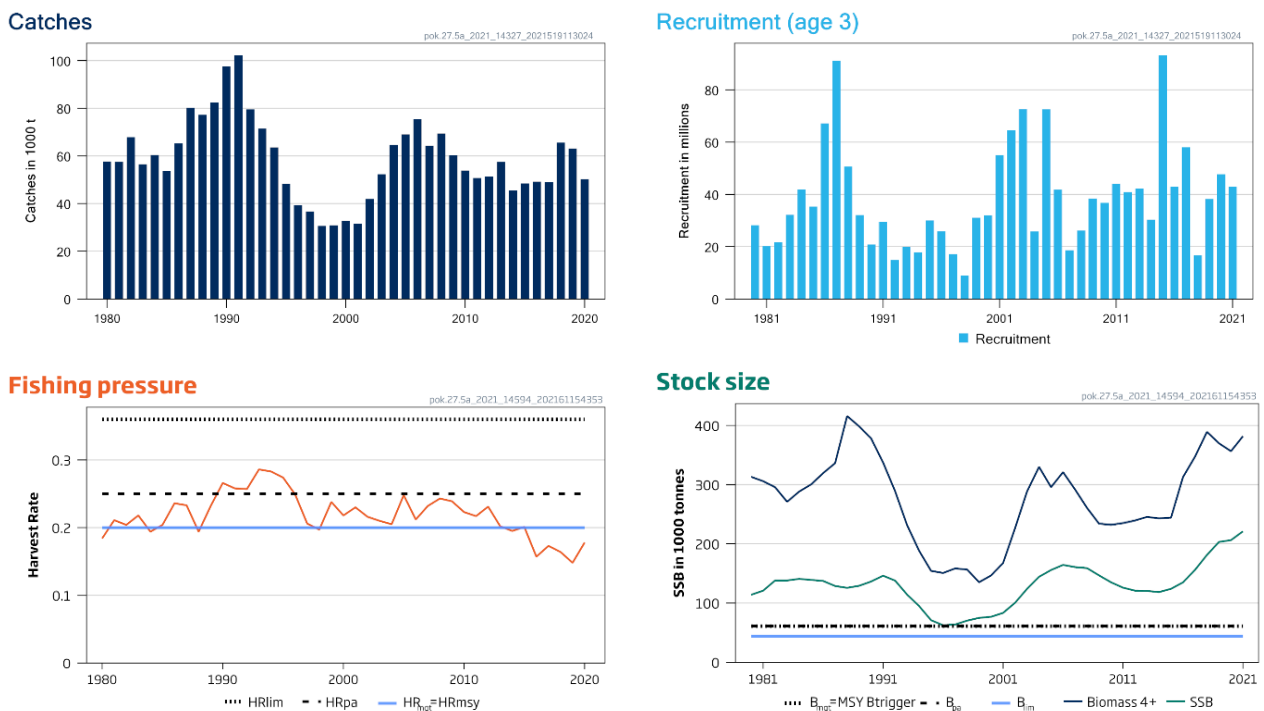 Catches
pok.27.5a_2021_14327_2021519113024
Catches in 1000 t
100
80
60
40
20
0
1980
1990
2000
2010
2020
Recruitment (age 3)
pok.27.5a_2021_14327_2021519113024
Recruitment in millions
80
60
40
20
0
1981
1991
2001
2011
2021
Recruitment
Fishing pressure
pok.27.5a_2021_14594_202161154353
Harvest Rate
0.3
0.2
0.1
0
1980
1990
2000
2010
2020
HRlim HRpa HRmgt=HRmsy
Stock size
pok.27.5a_2021_14594_202161154353
SSB in 1000 tonnes
400
300
200
100
0
1981
1991
2001
2011
2021
Bmgt=MSY Btrigger Bpa Blim Biomass 4+ SSB